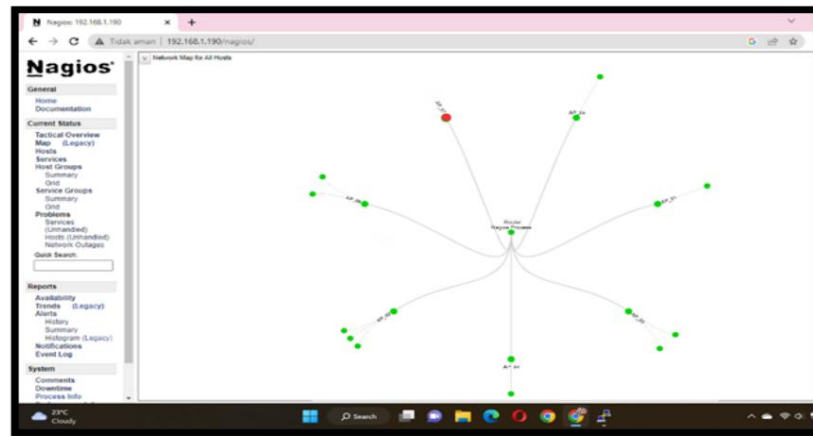 Nagios: 192.168.1.190
Tidak aman | 192.168.1.190/nagios/
Nagios®
General
Home
Documentation
Current Status
Tactical Overview
Map (Legacy)
Hosts
Services
Host Groups
Summary
Grid
Service Groups
Summary
Grid
Problems
Services
(Unhandled)
Hosts (Unhandled)
Network Outages
Quick Search:
Reports
Availability
Trends (Legacy)
Alerts
History
Summary
Histogram (Legacy)
Notifications
Event Log
System
Comments
Downtime
Process Info
Network Map for All Hosts
Router
Nagios Process
23°C
Cloudy
Search